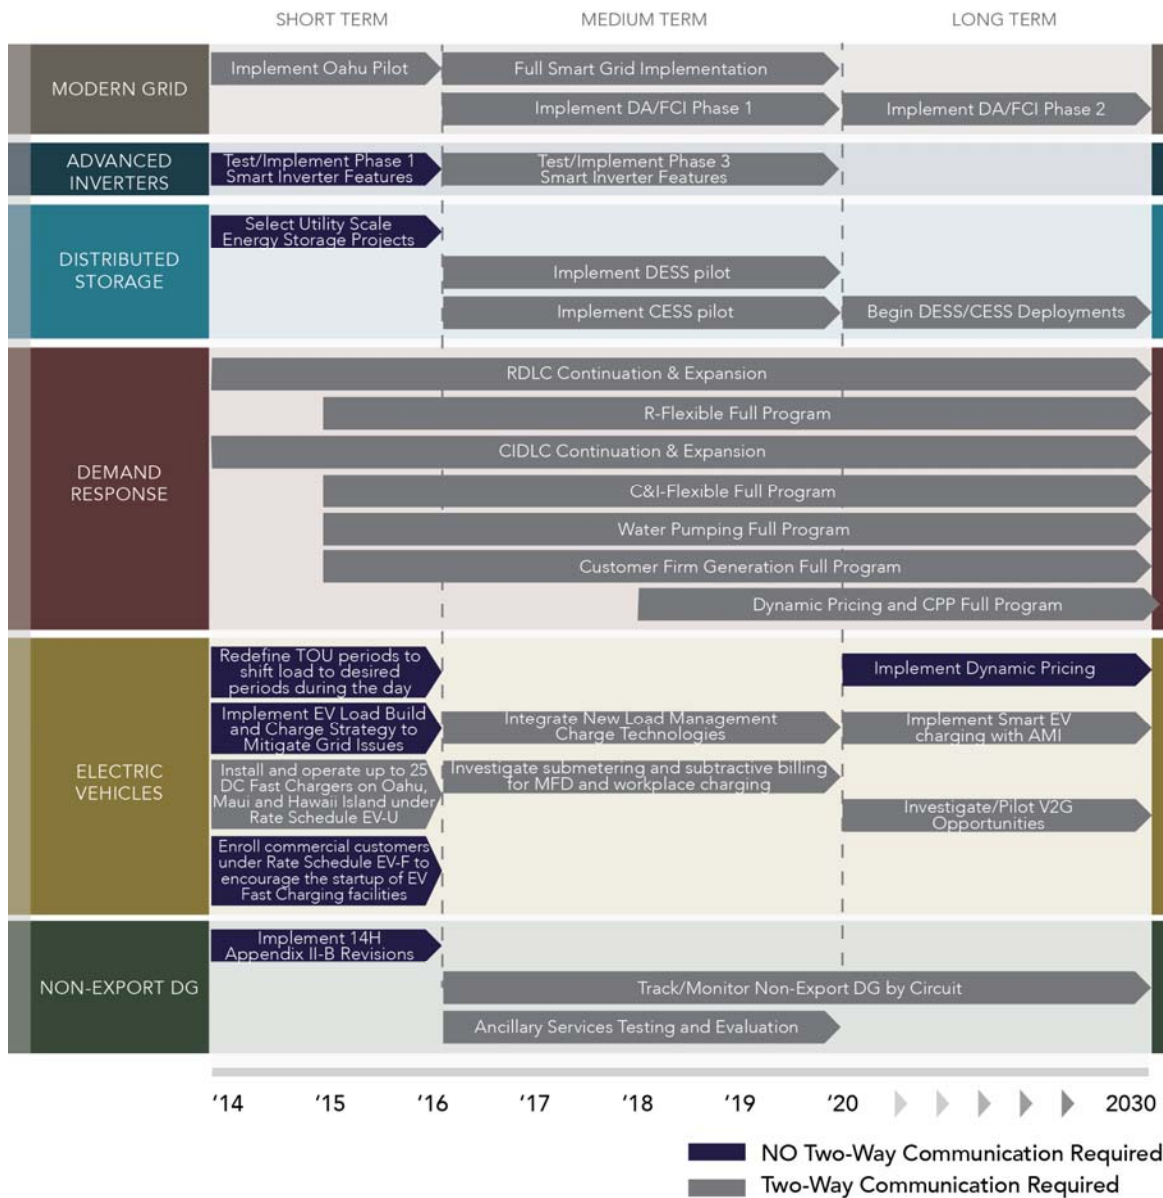 SHORT TERM
MEDIUM TERM
LONG TERM
MODERN GRID
Implement Oahu Pilot
Full Smart Grid Implementation
Implement DA/FCI Phase 1
Implement DA/FCI Phase 2
ADVANCED
INVERTERS
Test/Implement Phase 1
Smart Inverter Features
Test/Implement Phase 3
Smart Inverter Features
DISTRIBUTED
STORAGE
Select Utility Scale
Energy Storage Projects
Implement DESS pilot
Implement CESS pilot
Begin DESS/CESS Deployments
DEMAND
RESPONSE
RDLC Continuation & Expansion
R-Flexible Full Program
CIDLC Continuation & Expansion
C&I-Flexible Full Program
Water Pumping Full Program
Customer Firm Generation Full Program
Dynamic Pricing and CPP Full Program
ELECTRIC
VEHICLES
Redefine TOU periods to
shift load to desired
periods during the day
Implement Dynamic Pricing
Implement EV Load Build
and Charge Strategy to
Mitigate Grid Issues
Integrate New Load Management
Charge Technologies
Implement Smart EV
charging with AMI
Install and operate up to 25
DC Fast Chargers on Oahu,
Maui and Hawaii Island under
Rate Schedule EV-U
Investigate submetering and subtractive billing
for MFD and workplace charging
Investigate/Pilot V2G
Opportunities
Enroll commercial customers
under Rate Schedule EV-F to
encourage the startup of EV
Fast Charging facilities
NON-EXPORT DG
Implement 14H
Appendix II-B Revisions
Track/Monitor Non-Export DG by Circuit
Ancillary Services Testing and Evaluation
‘14
‘15
‘16
‘17
‘18
‘19
‘20
2030
NO Two-Way Communication Required
Two-Way Communication Required